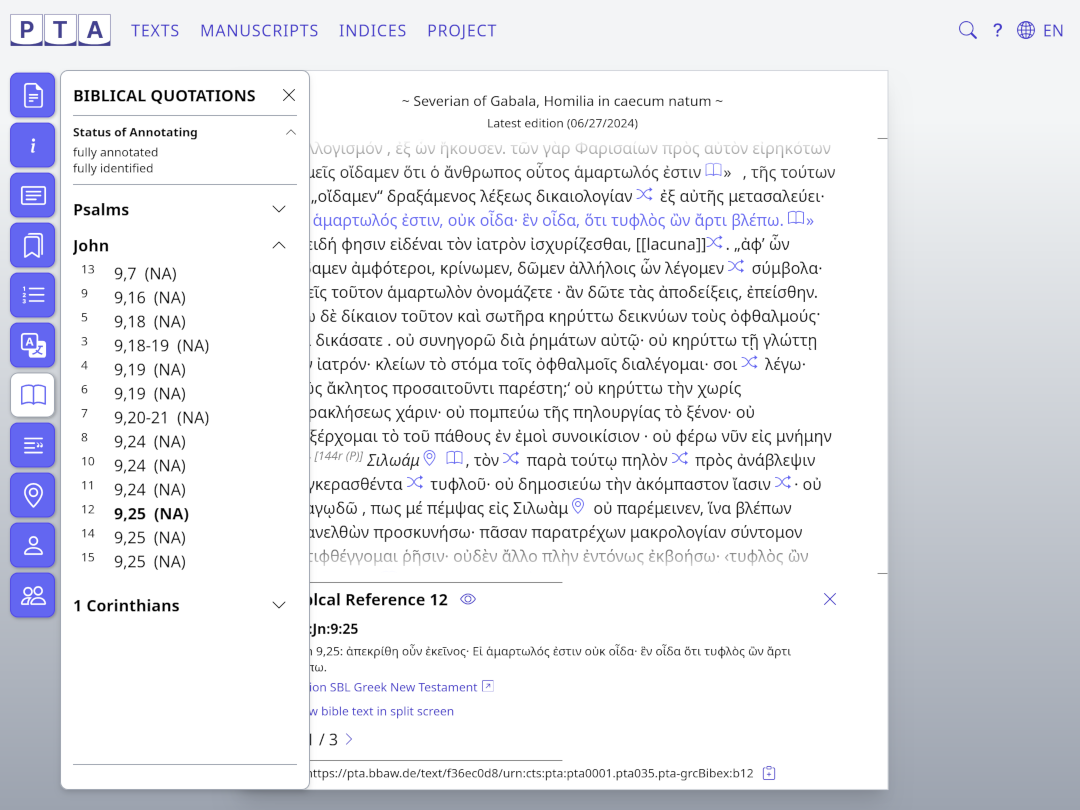 PTA TEXTS MANUSCRIPTS INDICES PROJECT ? EN
BIBLICAL QUOTATIONS
Status of Annotating
fully annotated
fully identified
Psalms
John
13 9,7 (NA)
9 9,16 (NA)
5 9,18 (NA)
3 9,18-19 (NA)
4 9,19 (NA)
6 9,19 (NA)
7 9,20-21 (NA)
8 9,24 (NA)
10 9,24 (NA)
11 9,24 (NA)
12 9,25 (NA)
14 9,25 (NA)
15 9,25 (NA)
1 Corinthians
~ Severian of Gabala, Homilia in caecum natum ~
Latest edition (06/27/2024)
, ἐξ ὧν ἤκουσεν. τῶν γὰρ Φαρισαίων πρὸς αὐτὸν εἰρηκότων
οἴδαμεν ὅτι ὁ ἄνθρωπος οὗτος ἁμαρτωλός ἐστιν » , τῆς τούτων
„οἴδαμεν“ δραξάμενος λέξεως δικαιολογίαν ἐξ αὐτῆς μετασαλεύει·
ἁμαρτωλός ἐστιν, οὐκ οἶδα· ἓν οἶδα, ὅτι τυφλὸς ὢν ἄρτι βλέπω. »
φησιν εἰδέναι τὸν ἰατρὸν ἰσχυρίζεσθαι, [[lacuna]] . „ἀφ’ ὧν
ἀμφότεροι, κρίνωμεν, δῶμεν ἀλλήλοις ὧν λέγομεν σύμβολα·
τοῦτον ἁμαρτωλὸν ὀνομάζετε · ἂν δῶτε τὰς ἀποδείξεις, ἐπείσθην.
δὲ δίκαιον τοῦτον καὶ σωτῆρα κηρύττω δεικνύων τοὺς ὀφθαλμούς·
δικάσατε . οὐ συνηγορῶ διὰ ῥημάτων αὐτῷ· οὐ κηρύττω τῇ γλώττῃ
ἰατρόν· κλείων τὸ στόμα τοῖς ὀφθαλμοῖς διαλέγομαι· σοι λέγω·
ἄκλητος προσαιτοῦντι παρέστη;‘ οὐ κηρύττω τὴν χωρίς
χάριν· οὐ πομπεύω τῆς πηλουργίας τὸ ξένον· οὐ
τὸ τοῦ πάθους ἐν ἐμοὶ συνοικίσιον · οὐ φέρω νῦν εἰς μνήμην
[144r (P)] Σιλωάμ , τὸν παρὰ τούτῳ πηλὸν πρὸς ἀνάβλεψιν
τυφλοῦ· οὐ δημοσιεύω τὴν ἀκόμπαστον ἴασιν · οὐ
, πως μέ πέμψας εἰς Σιλωὰμ οὐ παρέμεινεν, ἵνα βλέπων
προσκυνήσω· πᾶσαν παρατρέχων μακρολογίαν σύντομον
ῥῆσιν· οὐδὲν ἄλλο πλὴν ἐντόνως ἐκβοήσω· ‹τυφλὸς ὢν
Reference 12
:Jn:9:25
9,25: ἀπεκρίθη οὖν ἐκεῖνος· Εἰ ἁμαρτωλός ἐστιν οὐκ οἶδα· ἓν οἶδα ὅτι τυφλὸς ὢν ἄρτι
SBL Greek New Testament
bible text in split screen
1 / 3
https://pta.bbaw.de/text/f36ec0d8/urn:cts:pta:pta0001.pta035.pta-grcBibex:b12